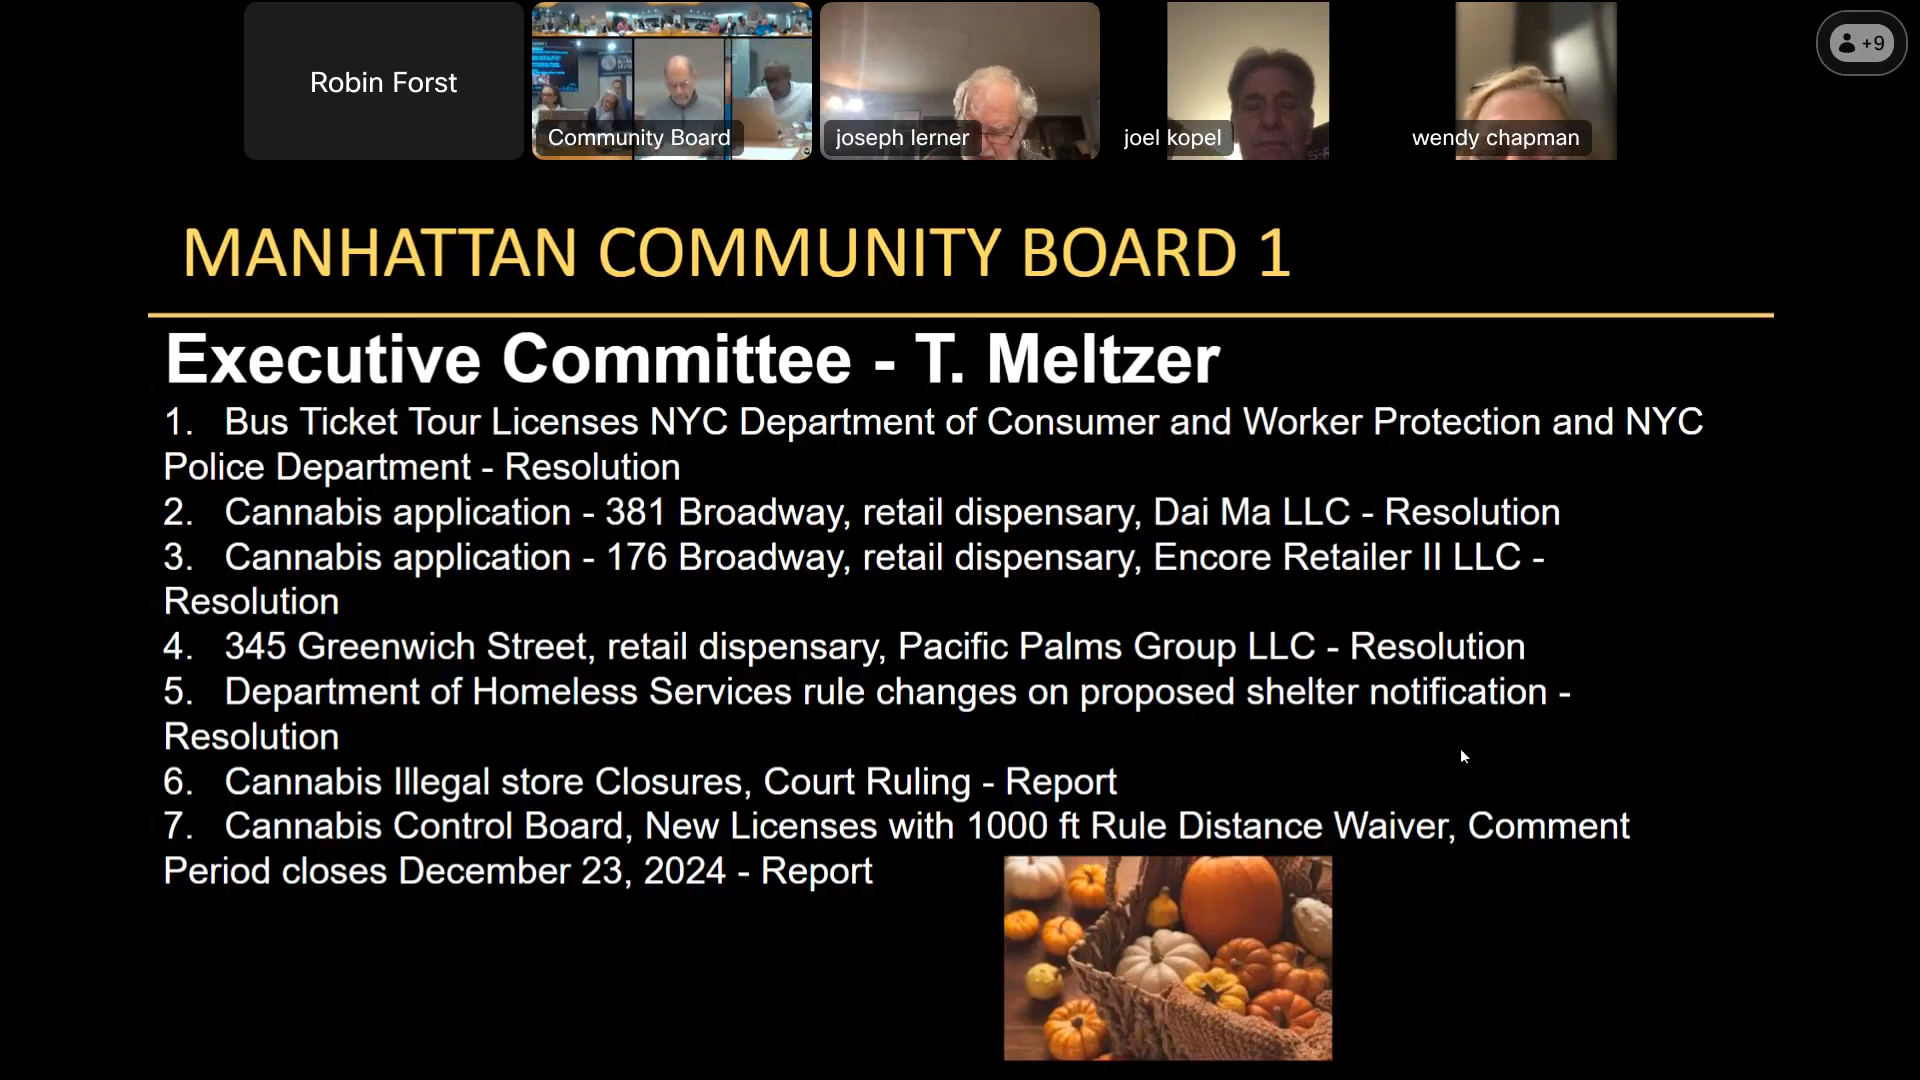 Robin Forst
Community Board
joseph lerner
joel kopel
wendy chapman
+9
MANHATTAN COMMUNITY BOARD 1
Executive Committee - T. Meltzer
1. Bus Ticket Tour Licenses NYC Department of Consumer and Worker Protection and NYC
Police Department - Resolution
2. Cannabis application - 381 Broadway, retail dispensary, Dai Ma LLC - Resolution
3. Cannabis application - 176 Broadway, retail dispensary, Encore Retailer II LLC -
Resolution
4. 345 Greenwich Street, retail dispensary, Pacific Palms Group LLC - Resolution
5. Department of Homeless Services rule changes on proposed shelter notification -
Resolution
6. Cannabis Illegal store Closures, Court Ruling - Report
7. Cannabis Control Board, New Licenses with 1000 ft Rule Distance Waiver, Comment
Period closes December 23, 2024 - Report